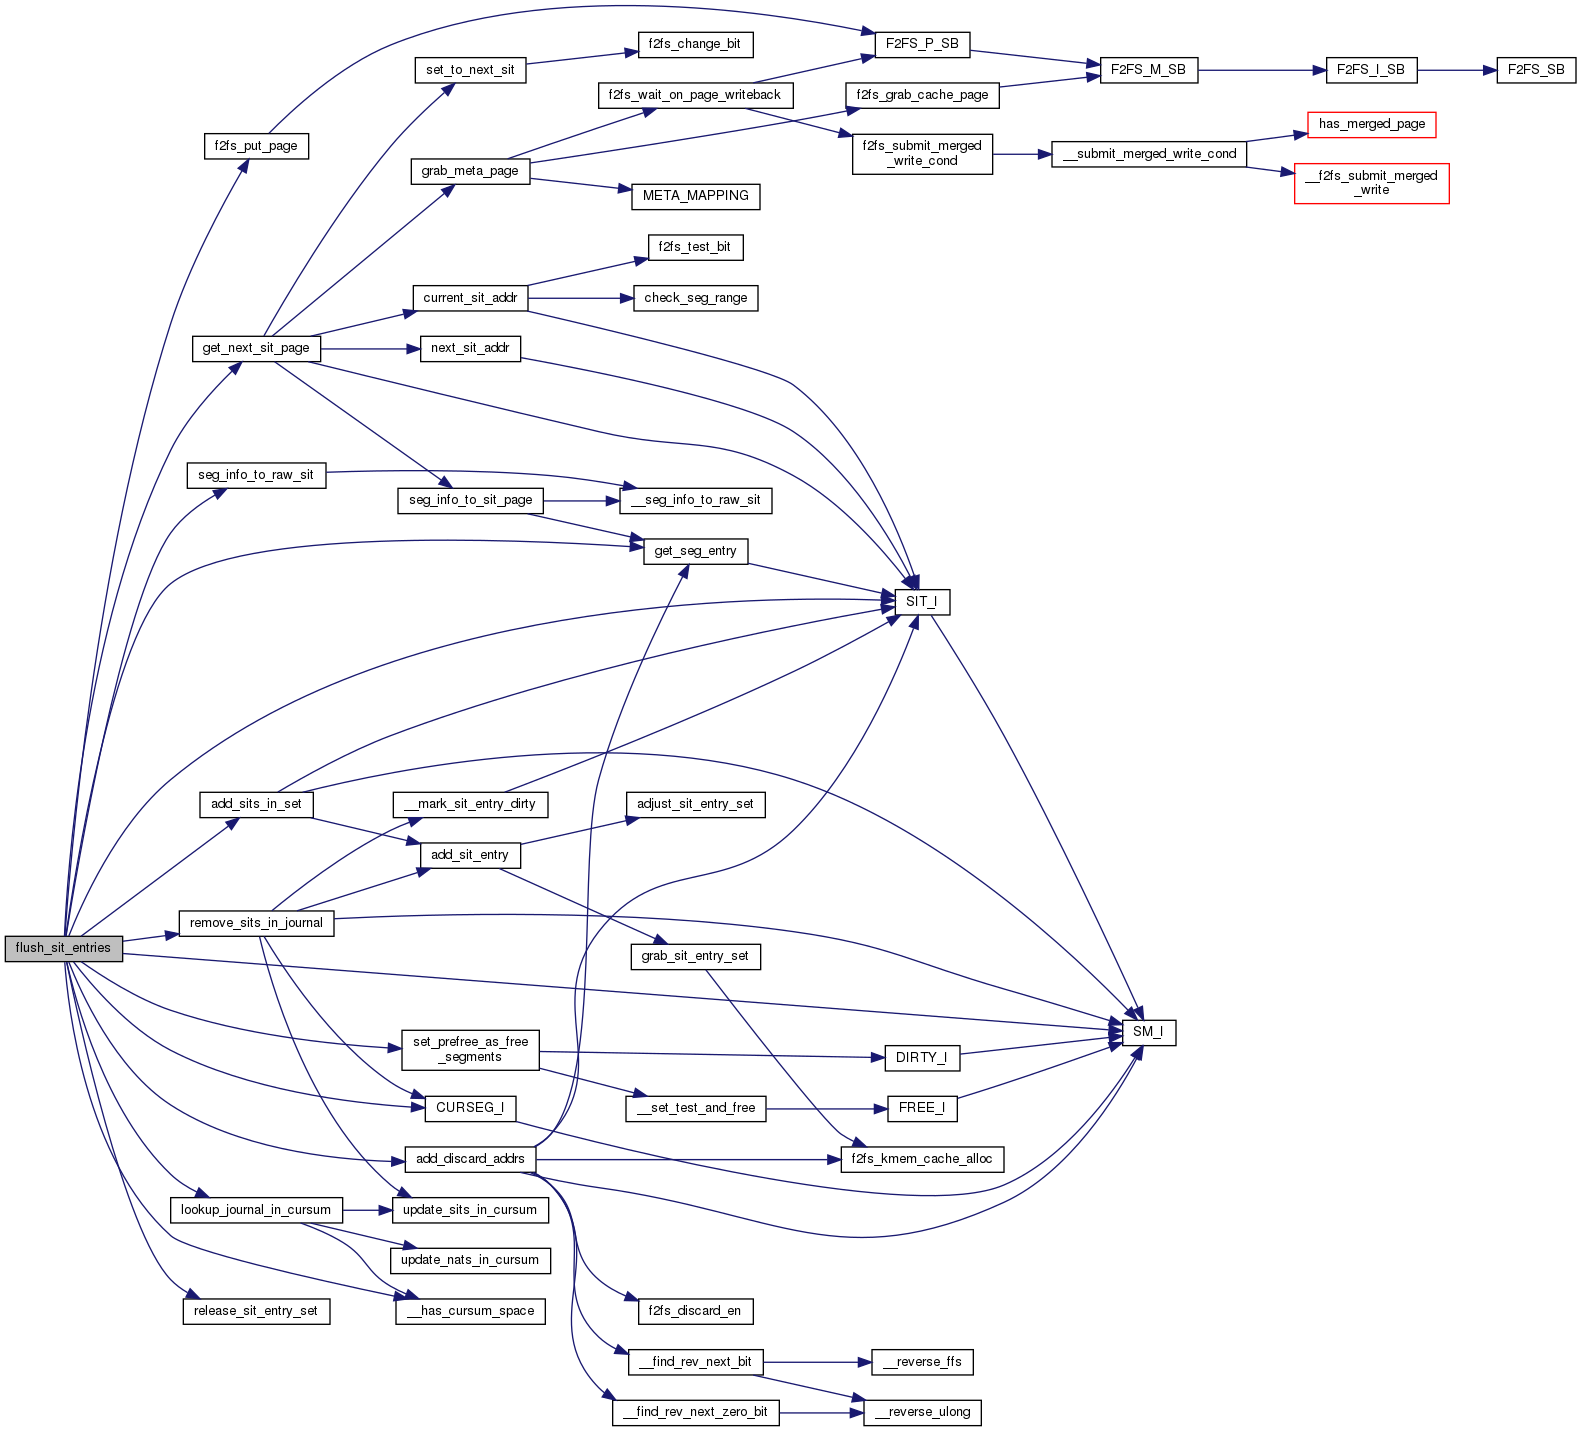 F2FS_P_SB
f2fs_change_bit
set_to_next_sit
F2FS_M_SB
F2FS_I_SB
F2FS_SB
f2fs_wait_on_page_writeback
f2fs_grab_cache_page
has_merged_page
f2fs_put_page
f2fs_submit_merged
_write_cond
__submit_merged_write_cond
grab_meta_page
__f2fs_submit_merged
_write
META_MAPPING
f2fs_test_bit
current_sit_addr
check_seg_range
get_next_sit_page
next_sit_addr
seg_info_to_raw_sit
seg_info_to_sit_page
__seg_info_to_raw_sit
get_seg_entry
SIT_I
add_sits_in_set
__mark_sit_entry_dirty
adjust_sit_entry_set
add_sit_entry
remove_sits_in_journal
flush_sit_entries
grab_sit_entry_set
SM_I
set_prefree_as_free
_segments
DIRTY_I
CURSEG_I
__set_test_and_free
FREE_I
add_discard_addrs
f2fs_kmem_cache_alloc
lookup_journal_in_cursum
update_sits_in_cursum
update_nats_in_cursum
release_sit_entry_set
__has_cursum_space
f2fs_discard_en
__find_rev_next_bit
__reverse_ffs
__find_rev_next_zero_bit
__reverse_ulong